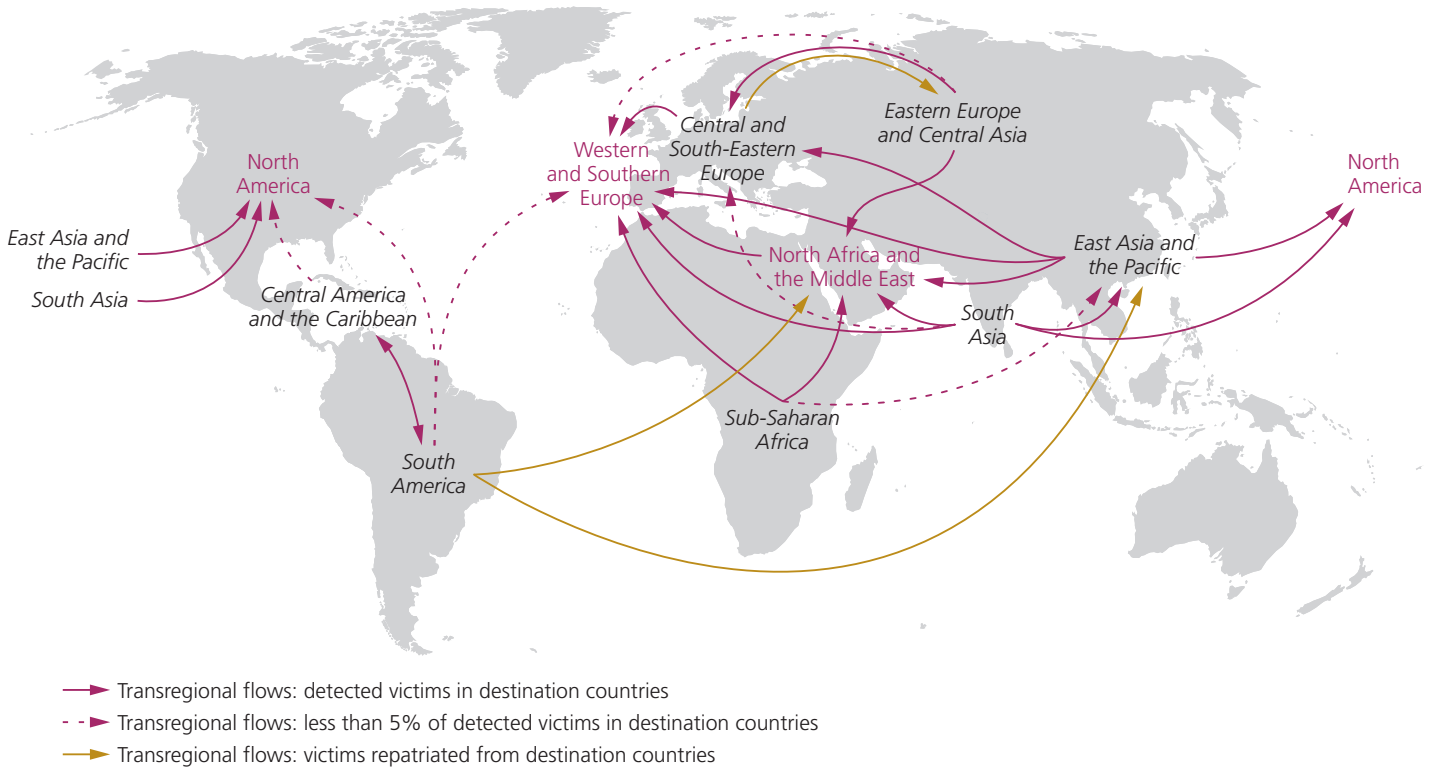 North
America
East Asia and
the Pacific
South Asia
Central America
and the Caribbean
South
America
Western
and Southern
Europe
Central and
South-Eastern
Europe
Eastern Europe
and Central Asia
North Africa and
the Middle East
Sub-Saharan
Africa
South
Asia
East Asia and
the Pacific
North
America
Transregional flows: detected victims in destination countries
Transregional flows: less than 5% of detected victims in destination countries
Transregional flows: victims repatriated from destination countries